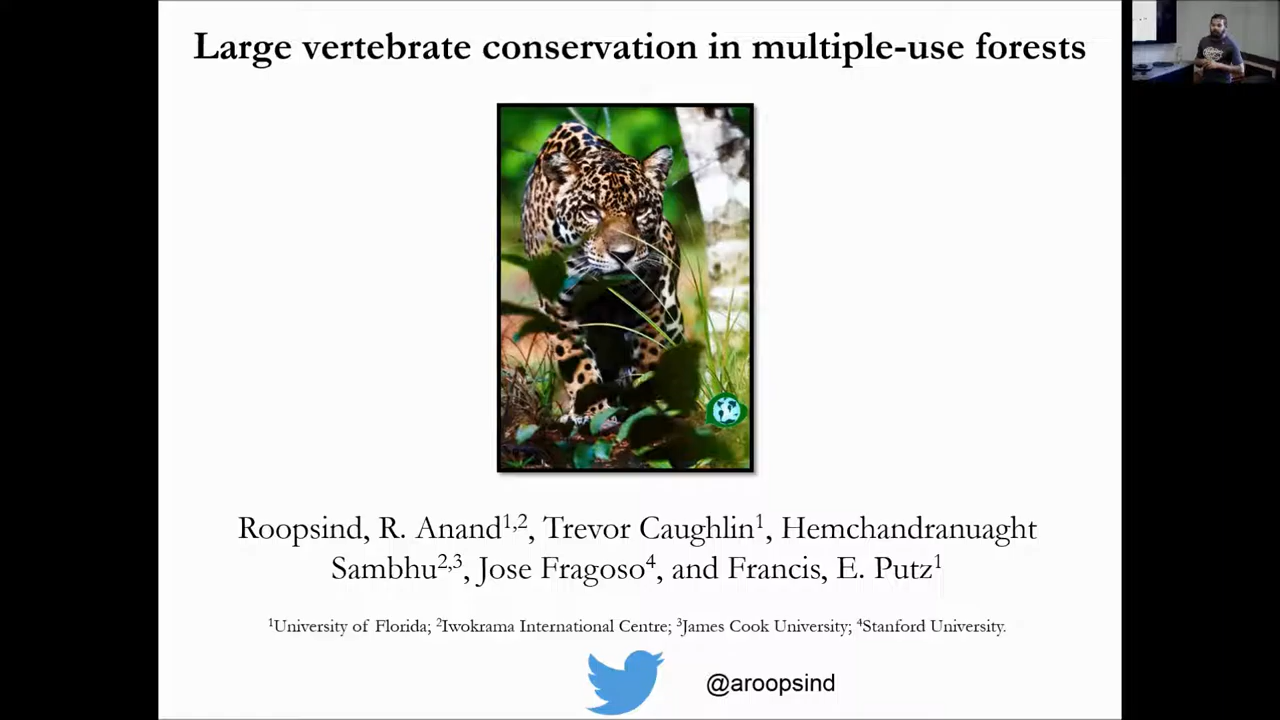 Large vertebrate conservation in multiple-use forests
Roopsind, R. Anand¹,², Trevor Caughlin¹, Hemchandranuaght
Sambhu²,³, Jose Fragoso⁴, and Francis, E. Putz¹
¹University of Florida; ²Iwokrama International Centre; ³James Cook University; ⁴Stanford University.
@aroopsind